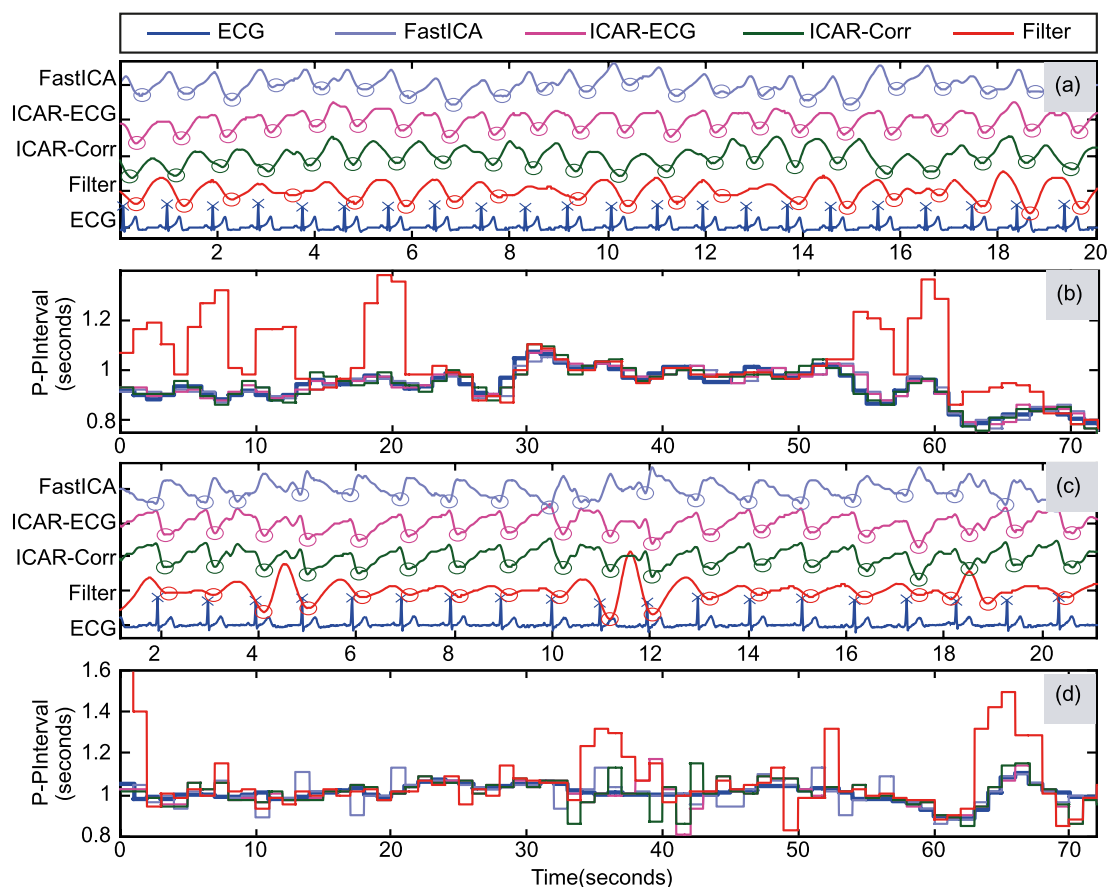 ECG FastICA ICAR-ECG ICAR-Corr Filter
(a)
FastICA
ICAR-ECG
ICAR-Corr
Filter
ECG
2 4 6 8 10 12 14 16 18 20
(b)
P-PInterval
(seconds)
1.2
1
0.8
0 10 20 30 40 50 60 70
(c)
FastICA
ICAR-ECG
ICAR-Corr
Filter
ECG
2 4 6 8 10 12 14 16 18 20
(d)
P-PInterval
(seconds)
1.6
1.4
1.2
1
0.8
0 10 20 30 40 50 60 70
Time(seconds)